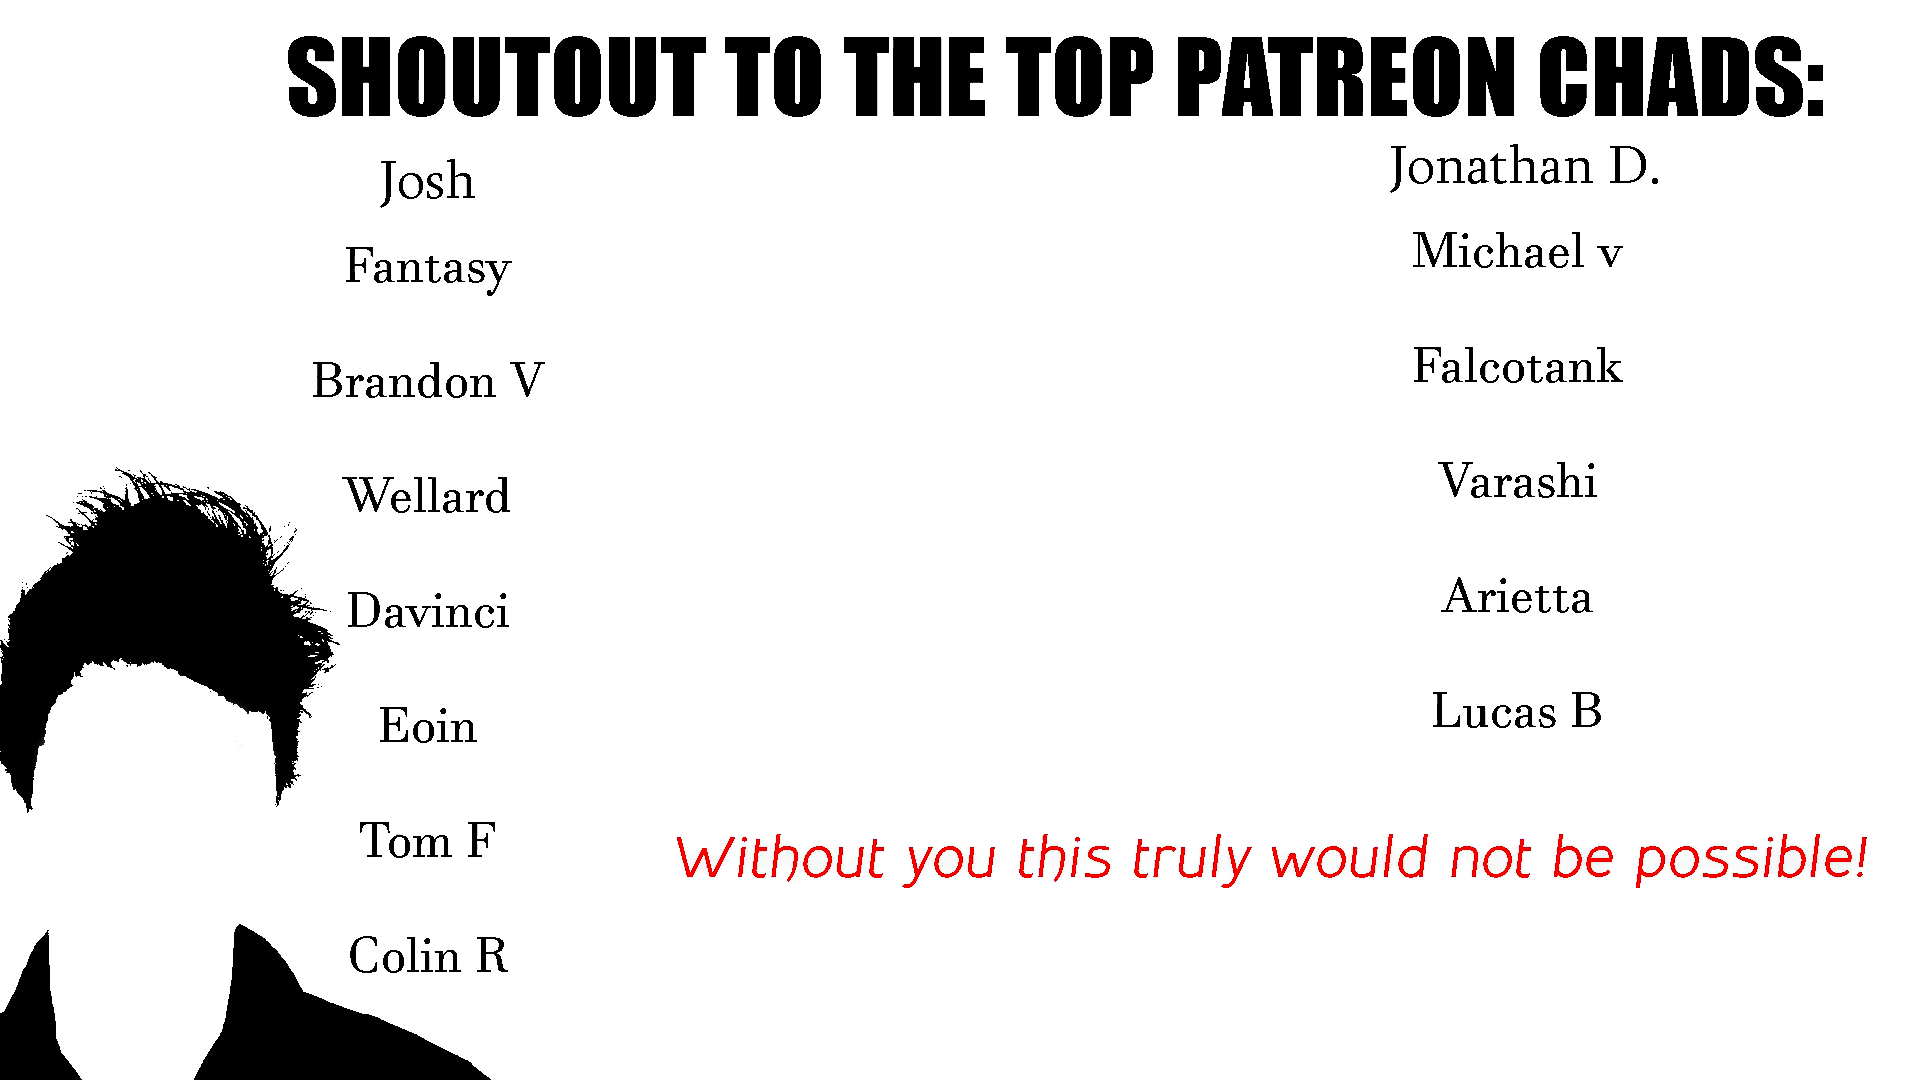 SHOUTOUT TO THE TOP PATREON CHADS:
Josh
Fantasy
Brandon V
Wellard
Davinci
Eoin
Tom F
Colin R
Jonathan D.
Michael v
Falcotank
Varashi
Arietta
Lucas B
Without you this truly would not be possible!